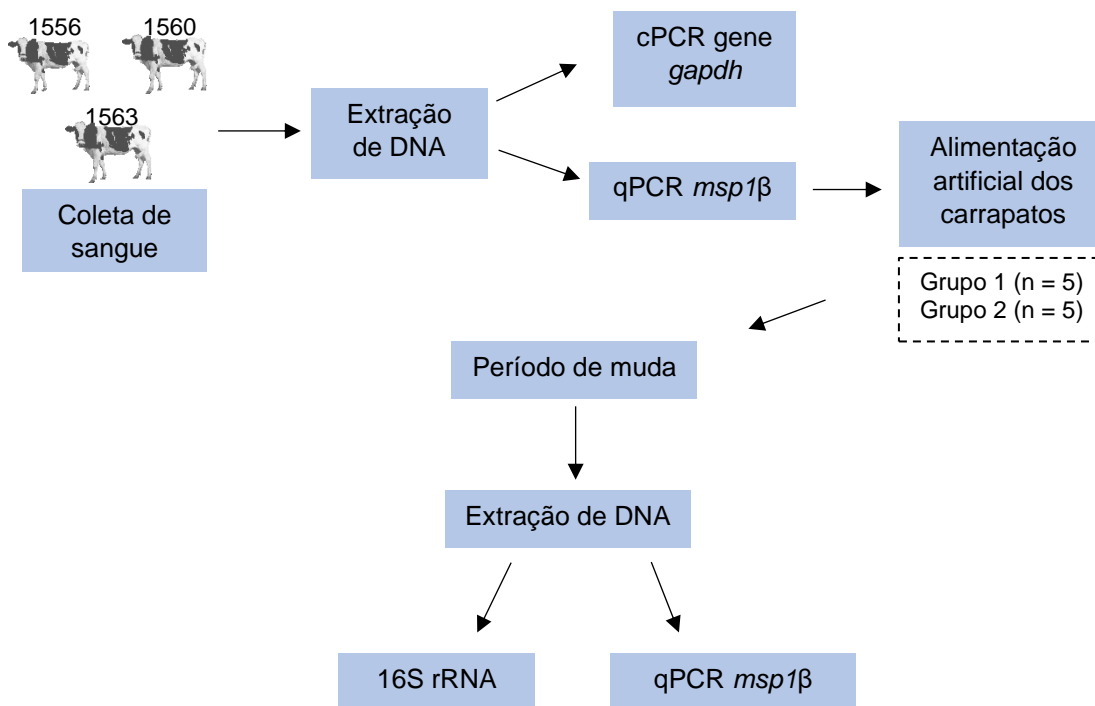 1556
1560
1563
Coleta de
sangue
Extração
de DNA
cPCR gene
gapdh
qPCR msp1β
Alimentação
artificial dos
carrapatos
Grupo 1 (n = 5)
Grupo 2 (n = 5)
Período de muda
Extração de DNA
16S rRNA
qPCR msp1β